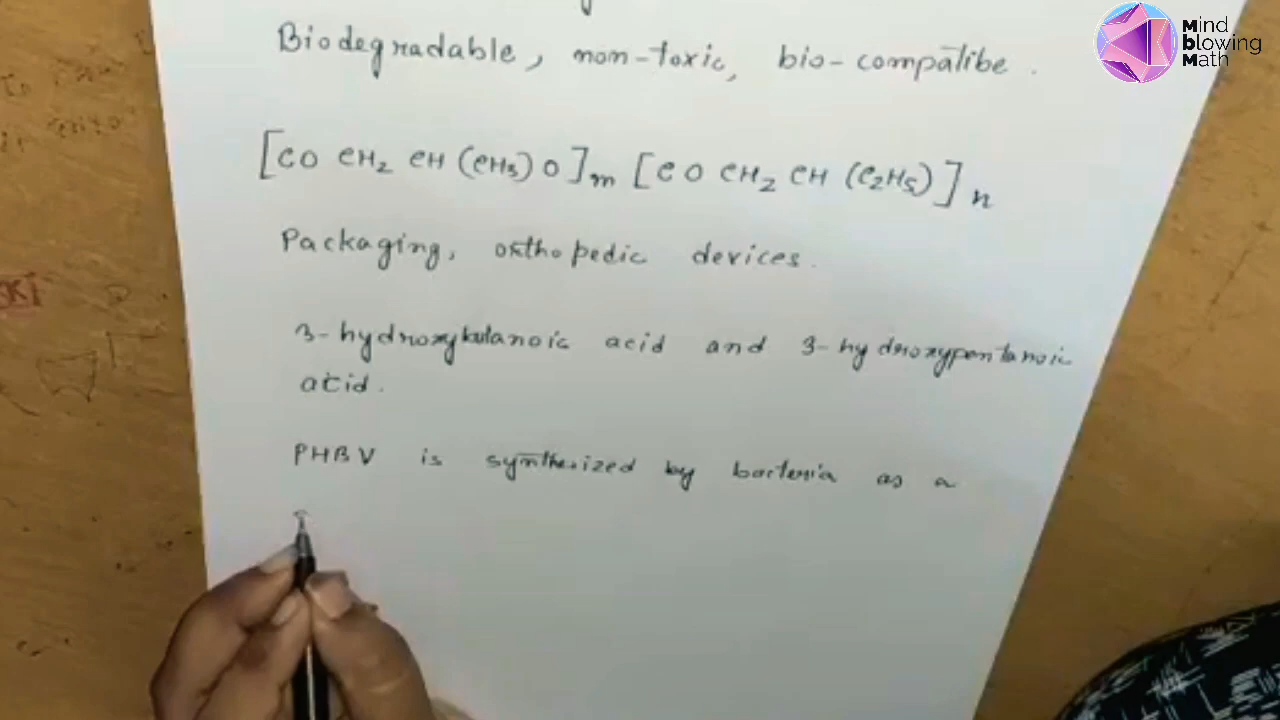 Mind
blowing
Math
Biodegradable, non-toxic, bio-compatibe.
[CO CH₂ CH (CH₃) O]m [CO CH₂ CH (C₂H₅)]n
Packaging, orthopedic devices.
3-hydroxybutanoic acid and 3-hydroxypentanoic
acid.
PHBV is synthesized by bacteria as a